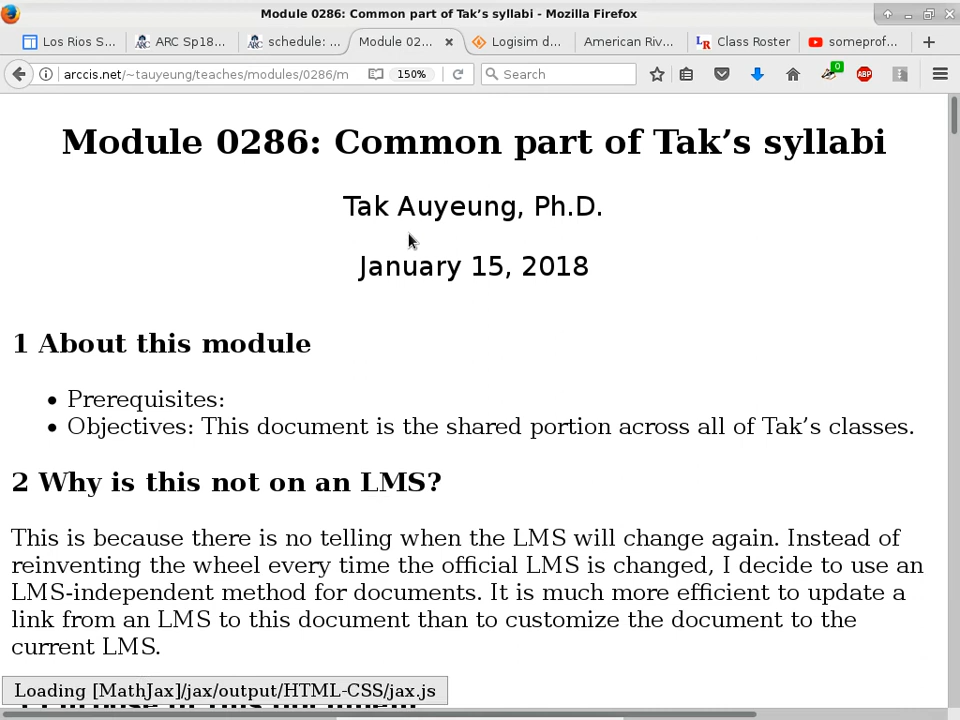 Module 0286: Common part of Tak's syllabi - Mozilla Firefox
Los Rios S... ARC Sp18... schedule: ... Module 02... Logisim d... American Riv... Class Roster someprof...
arccis.net/~tauyeung/teaches/modules/0286/m 150% Search 0 ABP
Module 0286: Common part of Tak's syllabi
Tak Auyeung, Ph.D.
January 15, 2018
1 About this module
• Prerequisites:
• Objectives: This document is the shared portion across all of Tak's classes.
2 Why is this not on an LMS?
This is because there is no telling when the LMS will change again. Instead of
reinventing the wheel every time the official LMS is changed, I decide to use an
LMS-independent method for documents. It is much more efficient to update a
link from an LMS to this document than to customize the document to the
current LMS.
Loading [MathJax]/jax/output/HTML-CSS/jax.js